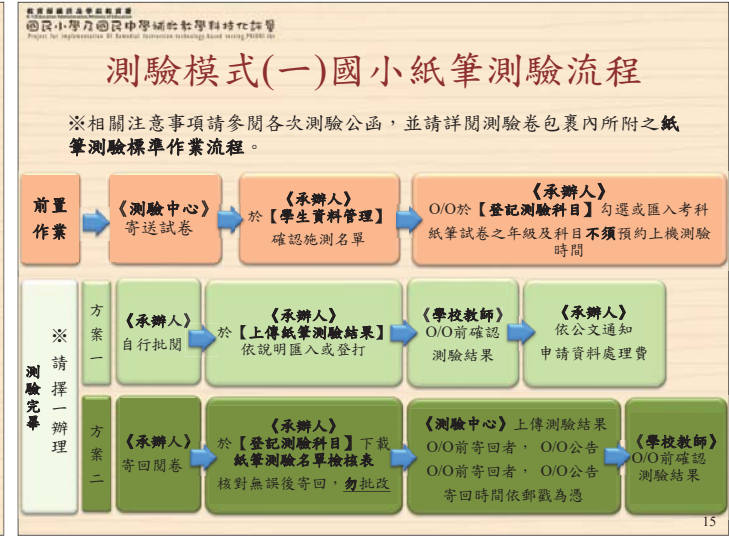 教育部國民及學前教育署
國民小學及國民中學補救教學科技化評量
測驗模式(一)國小紙筆測驗流程
※相關注意事項請參閱各次測驗公函，並請詳閱測驗卷包裹內所附之紙
筆測驗標準作業流程。
前置
作業
《測驗中心》
寄送試卷
《承辦人》
於【學生資料管理】
確認施測名單
《承辦人》
O/O於【登記測驗科目】勾選或匯入考科
紙筆試卷之年級及科目不須預約上機測驗
時間
測驗完畢
※請擇一辦理
方案一
《承辦人》
自行批閱
《承辦人》
於【上傳紙筆測驗結果】
依說明匯入或登打
《學校教師》
O/O前確認
測驗結果
《承辦人》
依公文通知
申請資料處理費
方案二
《承辦人》
寄回閱卷
《承辦人》
於【登記測驗科目】下載
紙筆測驗名單檢核表
核對無誤後寄回，勿批改
《測驗中心》上傳測驗結果
O/O前寄回者， O/O公告
O/O前寄回者， O/O公告
寄回時間依郵戳為憑
《學校教師》
O/O前確認
測驗結果
15